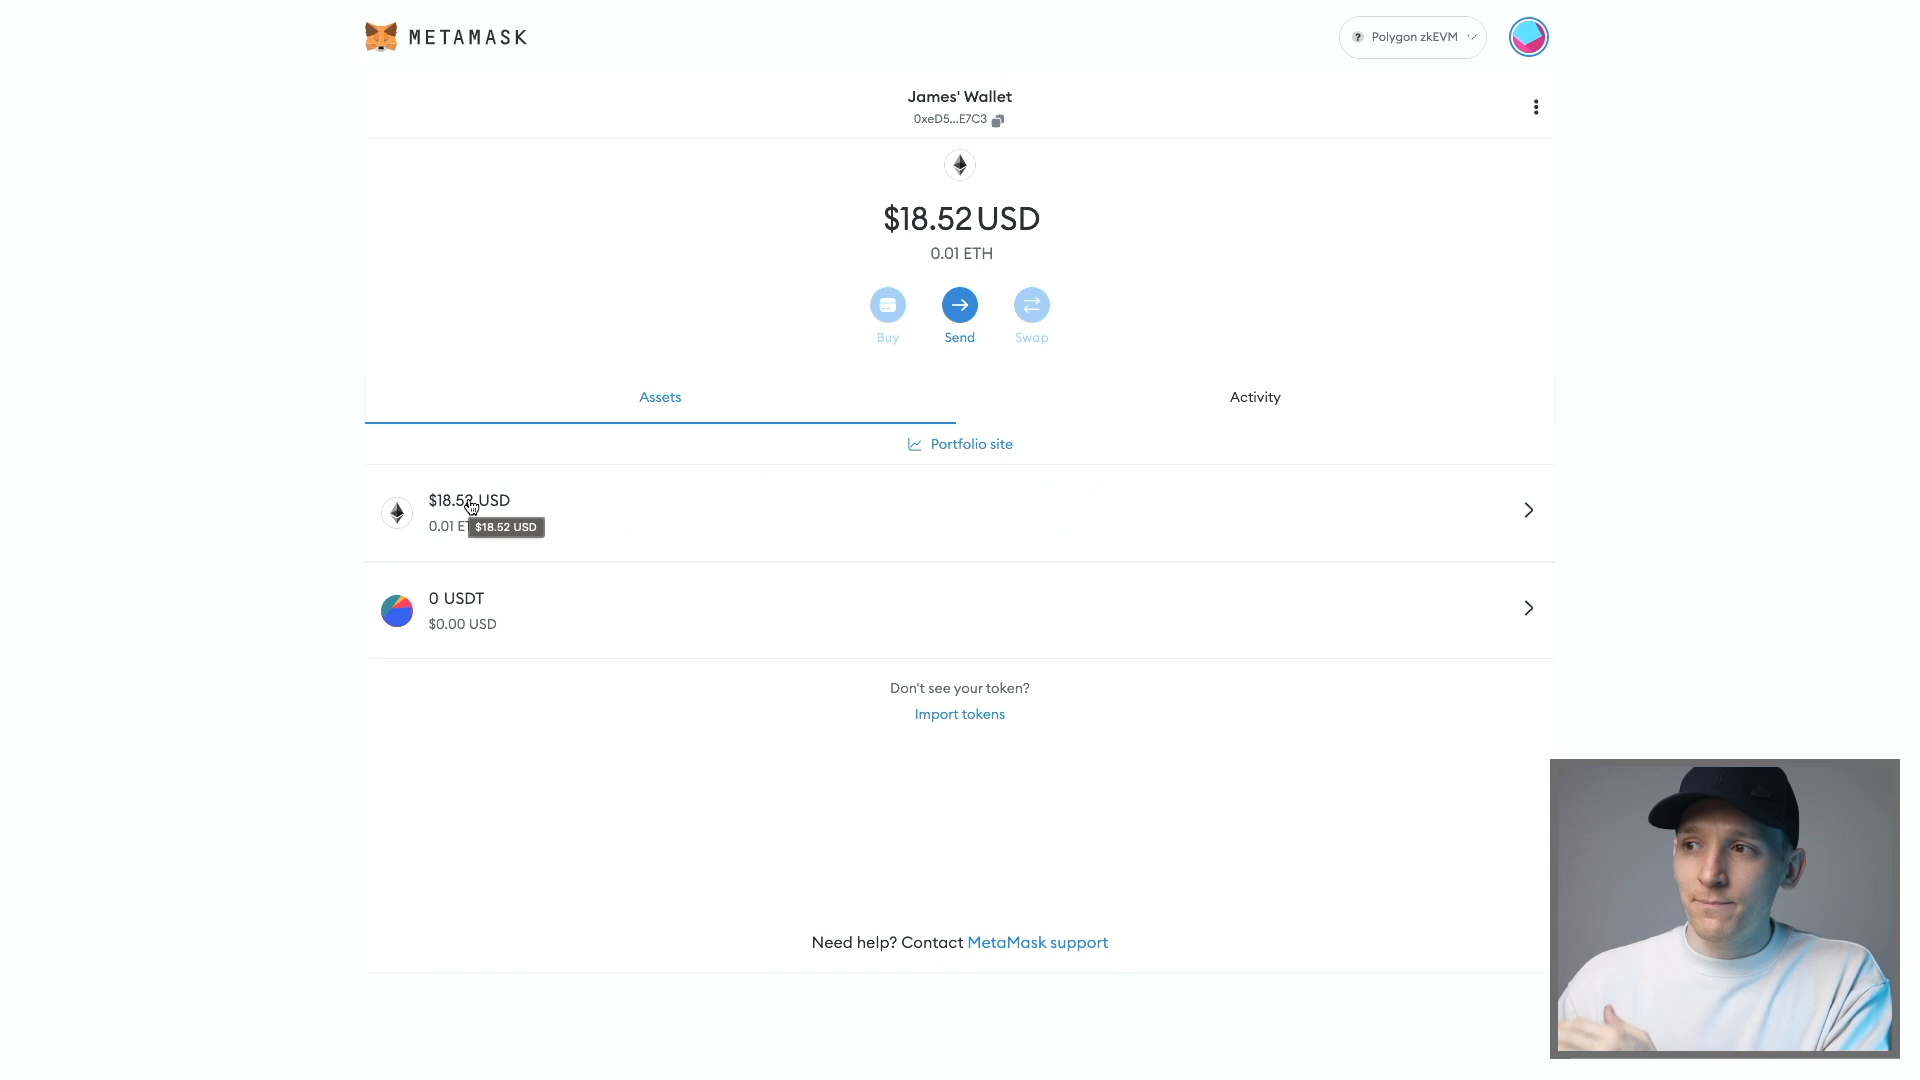 METAMASK
? Polygon zkEVM
James' Wallet
0xeD5...E7C3
$18.52 USD
0.01 ETH
Buy
Send
Swap
Assets
Activity
Portfolio site
$18.52 USD
0.01 ET
$18.52 USD
0 USDT
$0.00 USD
Don't see your token?
Import tokens
Need help? Contact MetaMask support